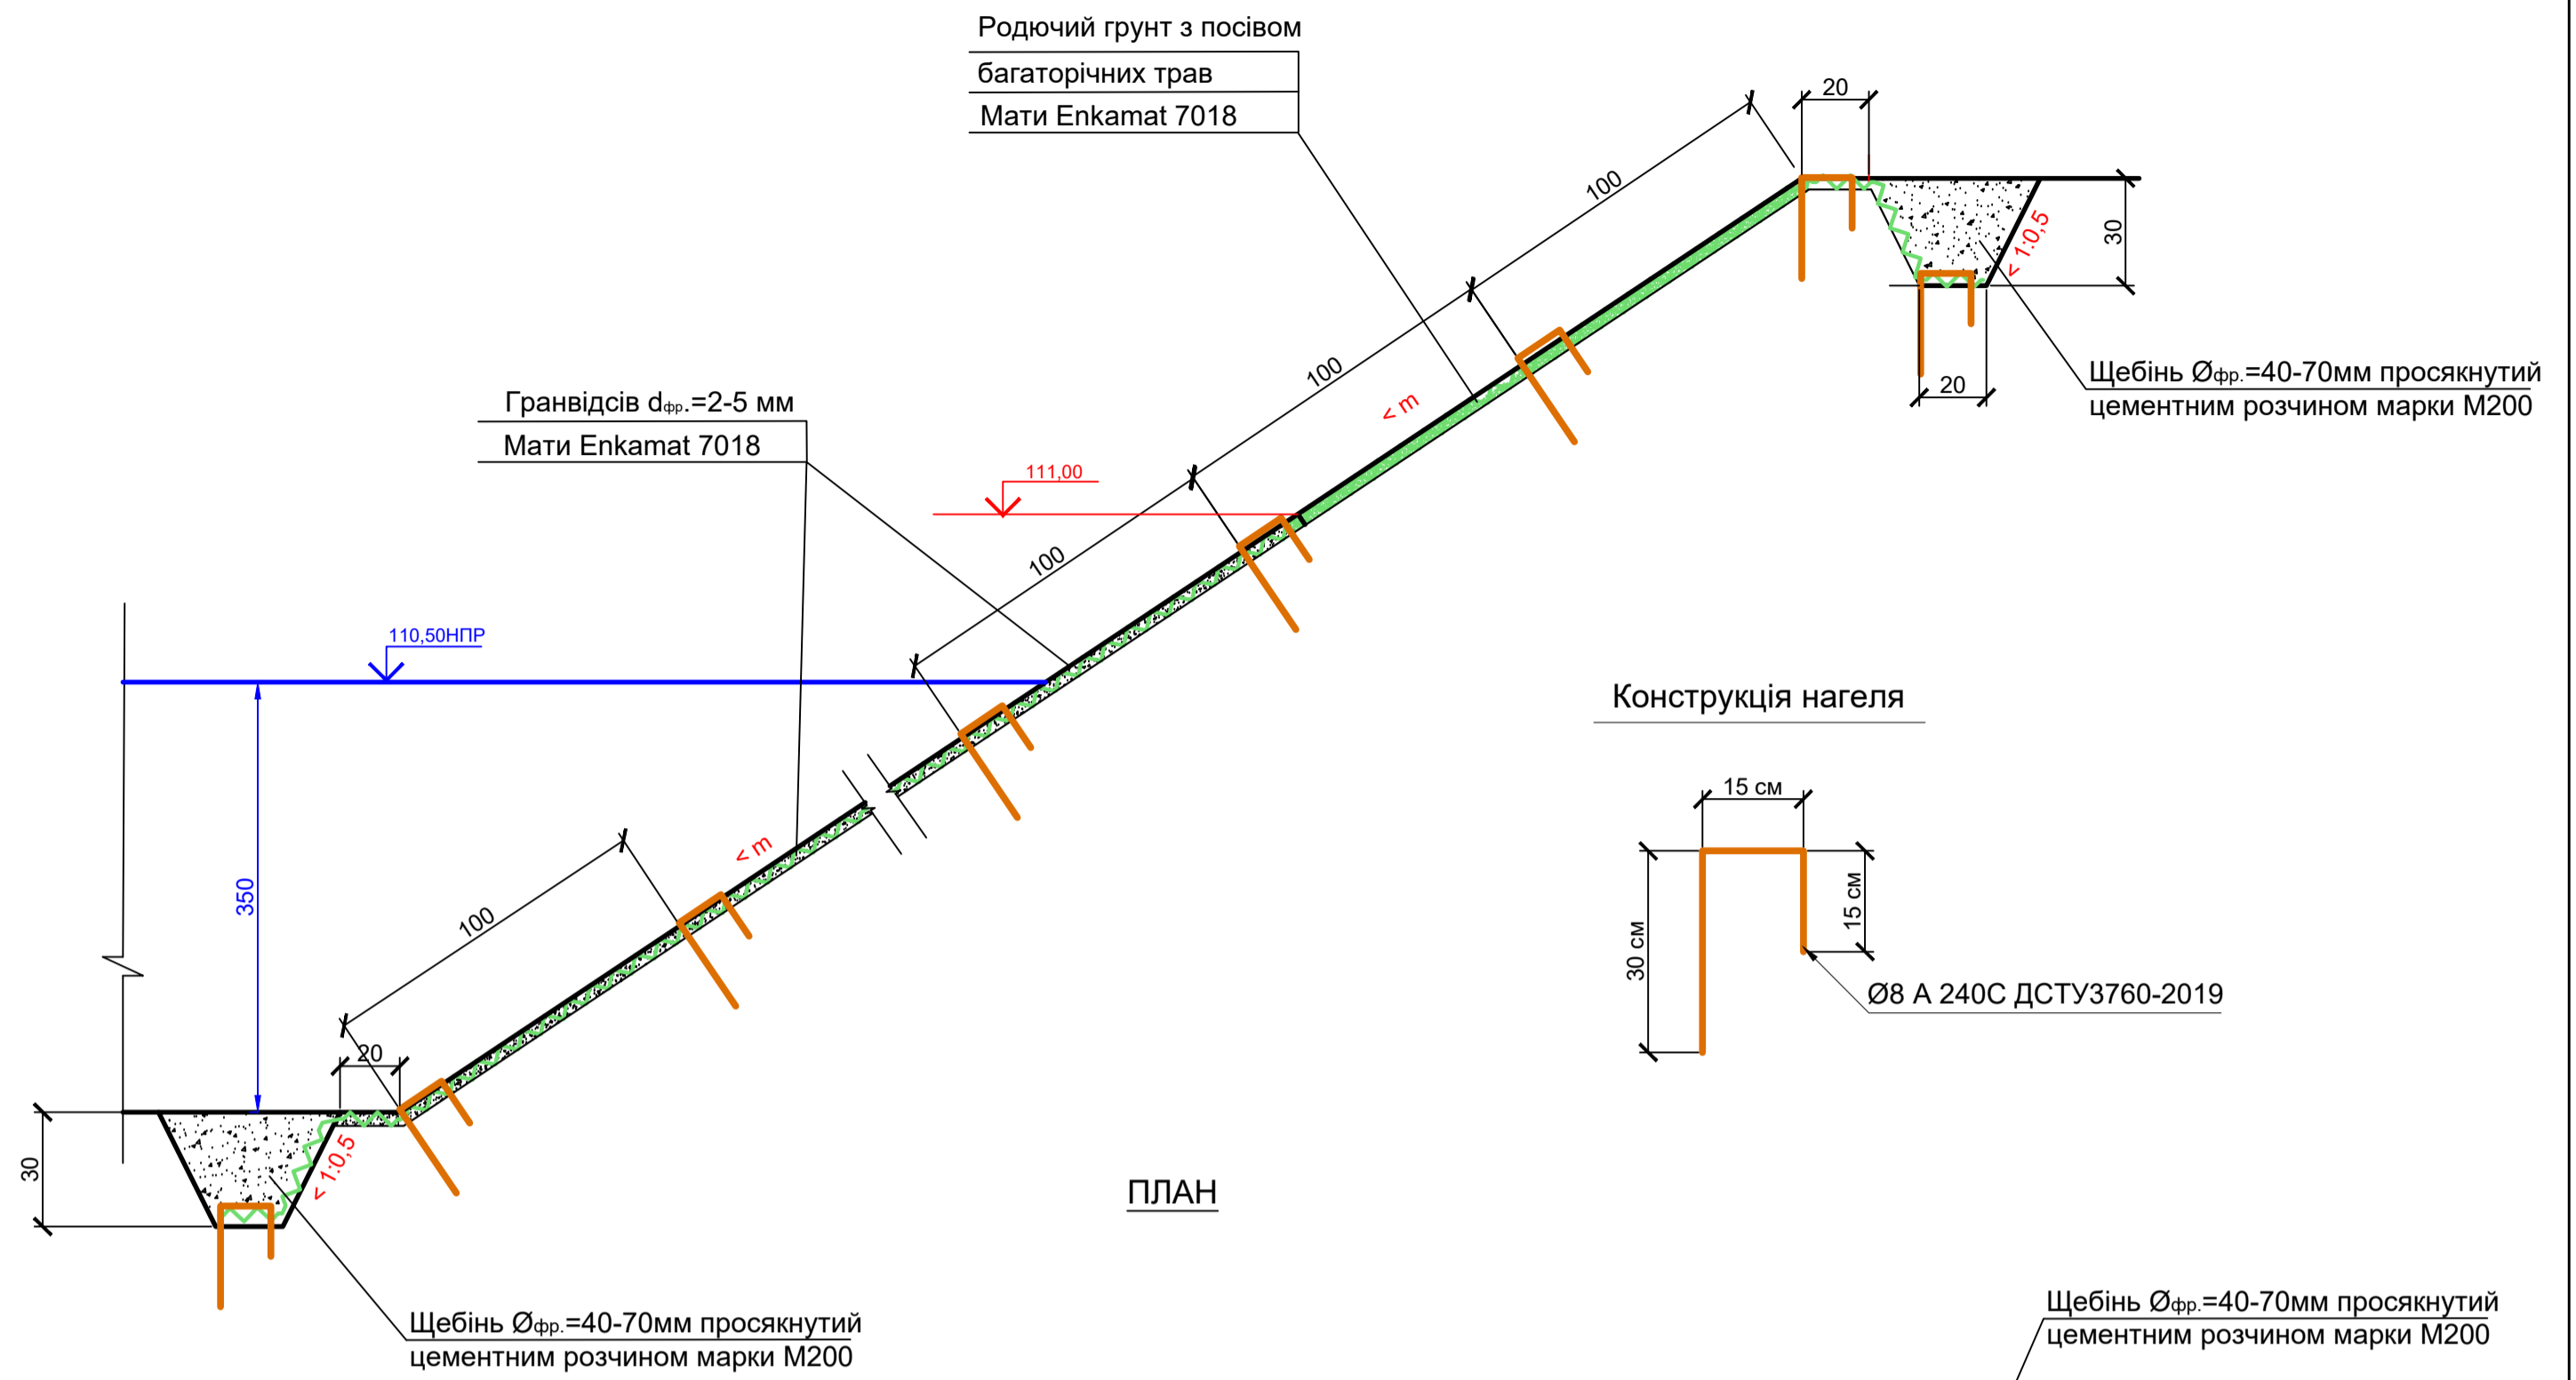 Родючий грунт з посівом
багаторічних трав
Мати Enkamat 7018
20
100
30
< 1:0,5
100
20
Щебінь Øфр.=40-70мм просякнутий
цементним розчином марки М200
Гранвідсів dфр.=2-5 мм
Мати Enkamat 7018
< m
111,00
100
110,50НПР
Конструкція нагеля
15 см
30 см
15 см
Ø8 А 240С ДСТУ3760-2019
< m
350
100
20
30
< 1:0,5
ПЛАН
Щебінь Øфр.=40-70мм просякнутий
цементним розчином марки М200
Щебінь Øфр.=40-70мм просякнутий
цементним розчином марки М200